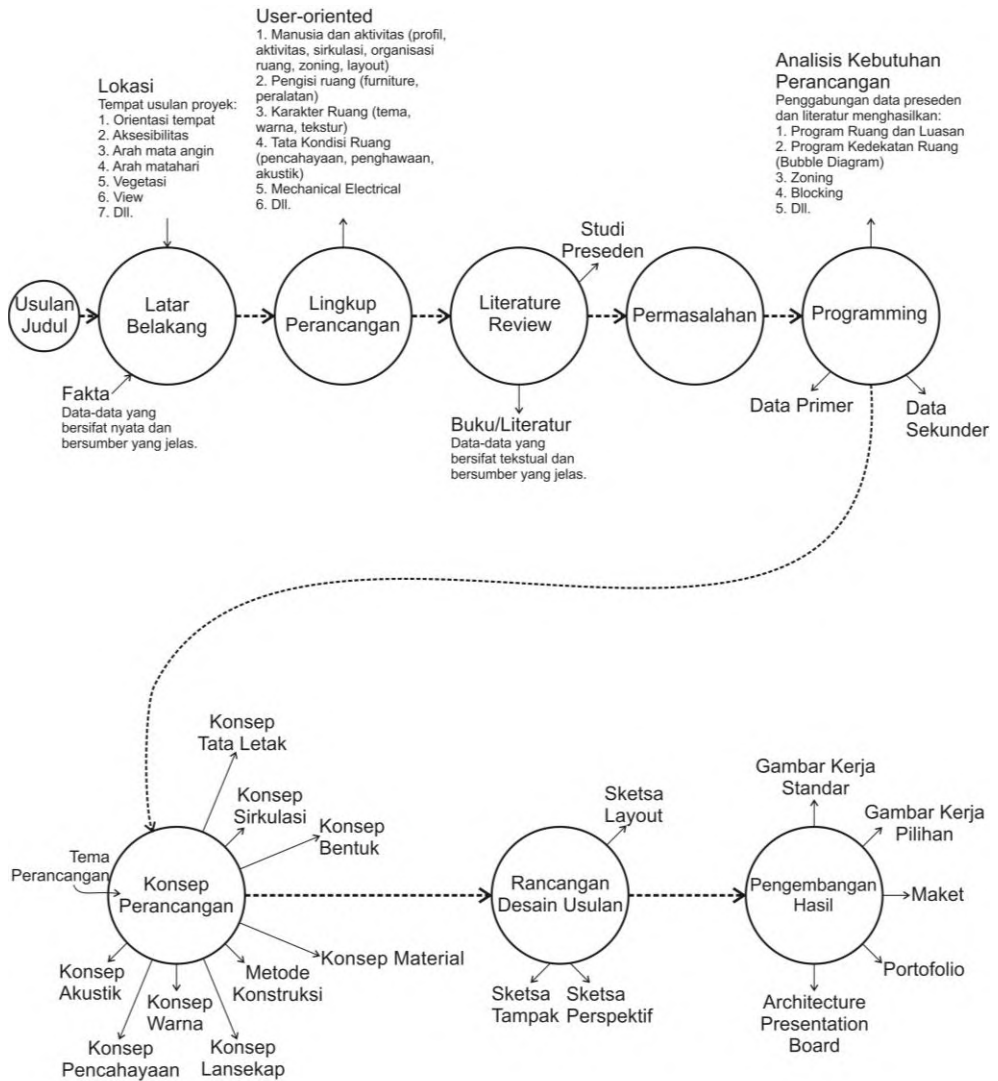 User-oriented
1. Manusia dan aktivitas (profil,
aktivitas, sirkulasi, organisasi
ruang, zoning, layout)
2. Pengisi ruang (furniture,
peralatan)
3. Karakter Ruang (tema,
warna, tekstur)
4. Tata Kondisi Ruang
(pencahayaan, penghawaan,
akustik)
5. Mechanical Electrical
6. Dll.
Lokasi
Tempat usulan proyek:
1. Orientasi tempat
2. Aksesibilitas
3. Arah mata angin
4. Arah matahari
5. Vegetasi
6. View
7. Dll.
Analisis Kebutuhan
Perancangan
Penggabungan data preseden
dan literatur menghasilkan:
1. Program Ruang dan Luasan
2. Program Kedekatan Ruang
(Bubble Diagram)
3. Zoning
4. Blocking
5. Dll.
Studi
Preseden
Usulan
Judul
Latar
Belakang
Lingkup
Perancangan
Literature
Review
Permasalahan
Programming
Fakta
Data-data yang
bersifat nyata dan
bersumber yang jelas.
Buku/Literatur
Data-data yang
bersifat tekstual dan
bersumber yang jelas.
Data Primer
Data
Sekunder
Konsep
Tata Letak
Konsep
Sirkulasi
Konsep
Bentuk
Tema
Perancangan
Konsep
Perancangan
Konsep Material
Metode
Konstruksi
Konsep
Akustik
Konsep
Warna
Konsep
Pencahayaan
Konsep
Lansekap
Sketsa
Layout
Rancangan
Desain Usulan
Sketsa
Tampak
Sketsa
Perspektif
Gambar Kerja
Standar
Gambar Kerja
Pilihan
Pengembangan
Hasil
Maket
Portofolio
Architecture
Presentation
Board